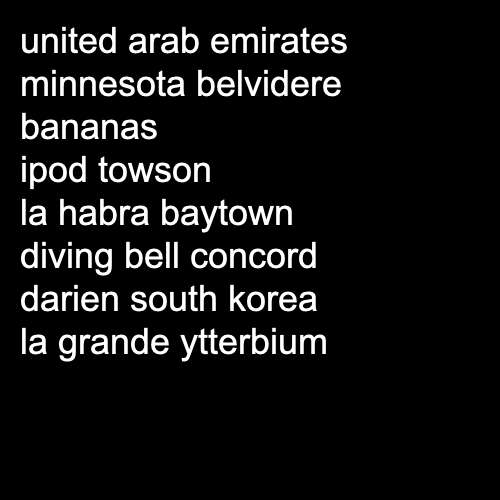 united arab emirates
minnesota belvidere
bananas
ipod towson
la habra baytown
diving bell concord
darien south korea
la grande ytterbium